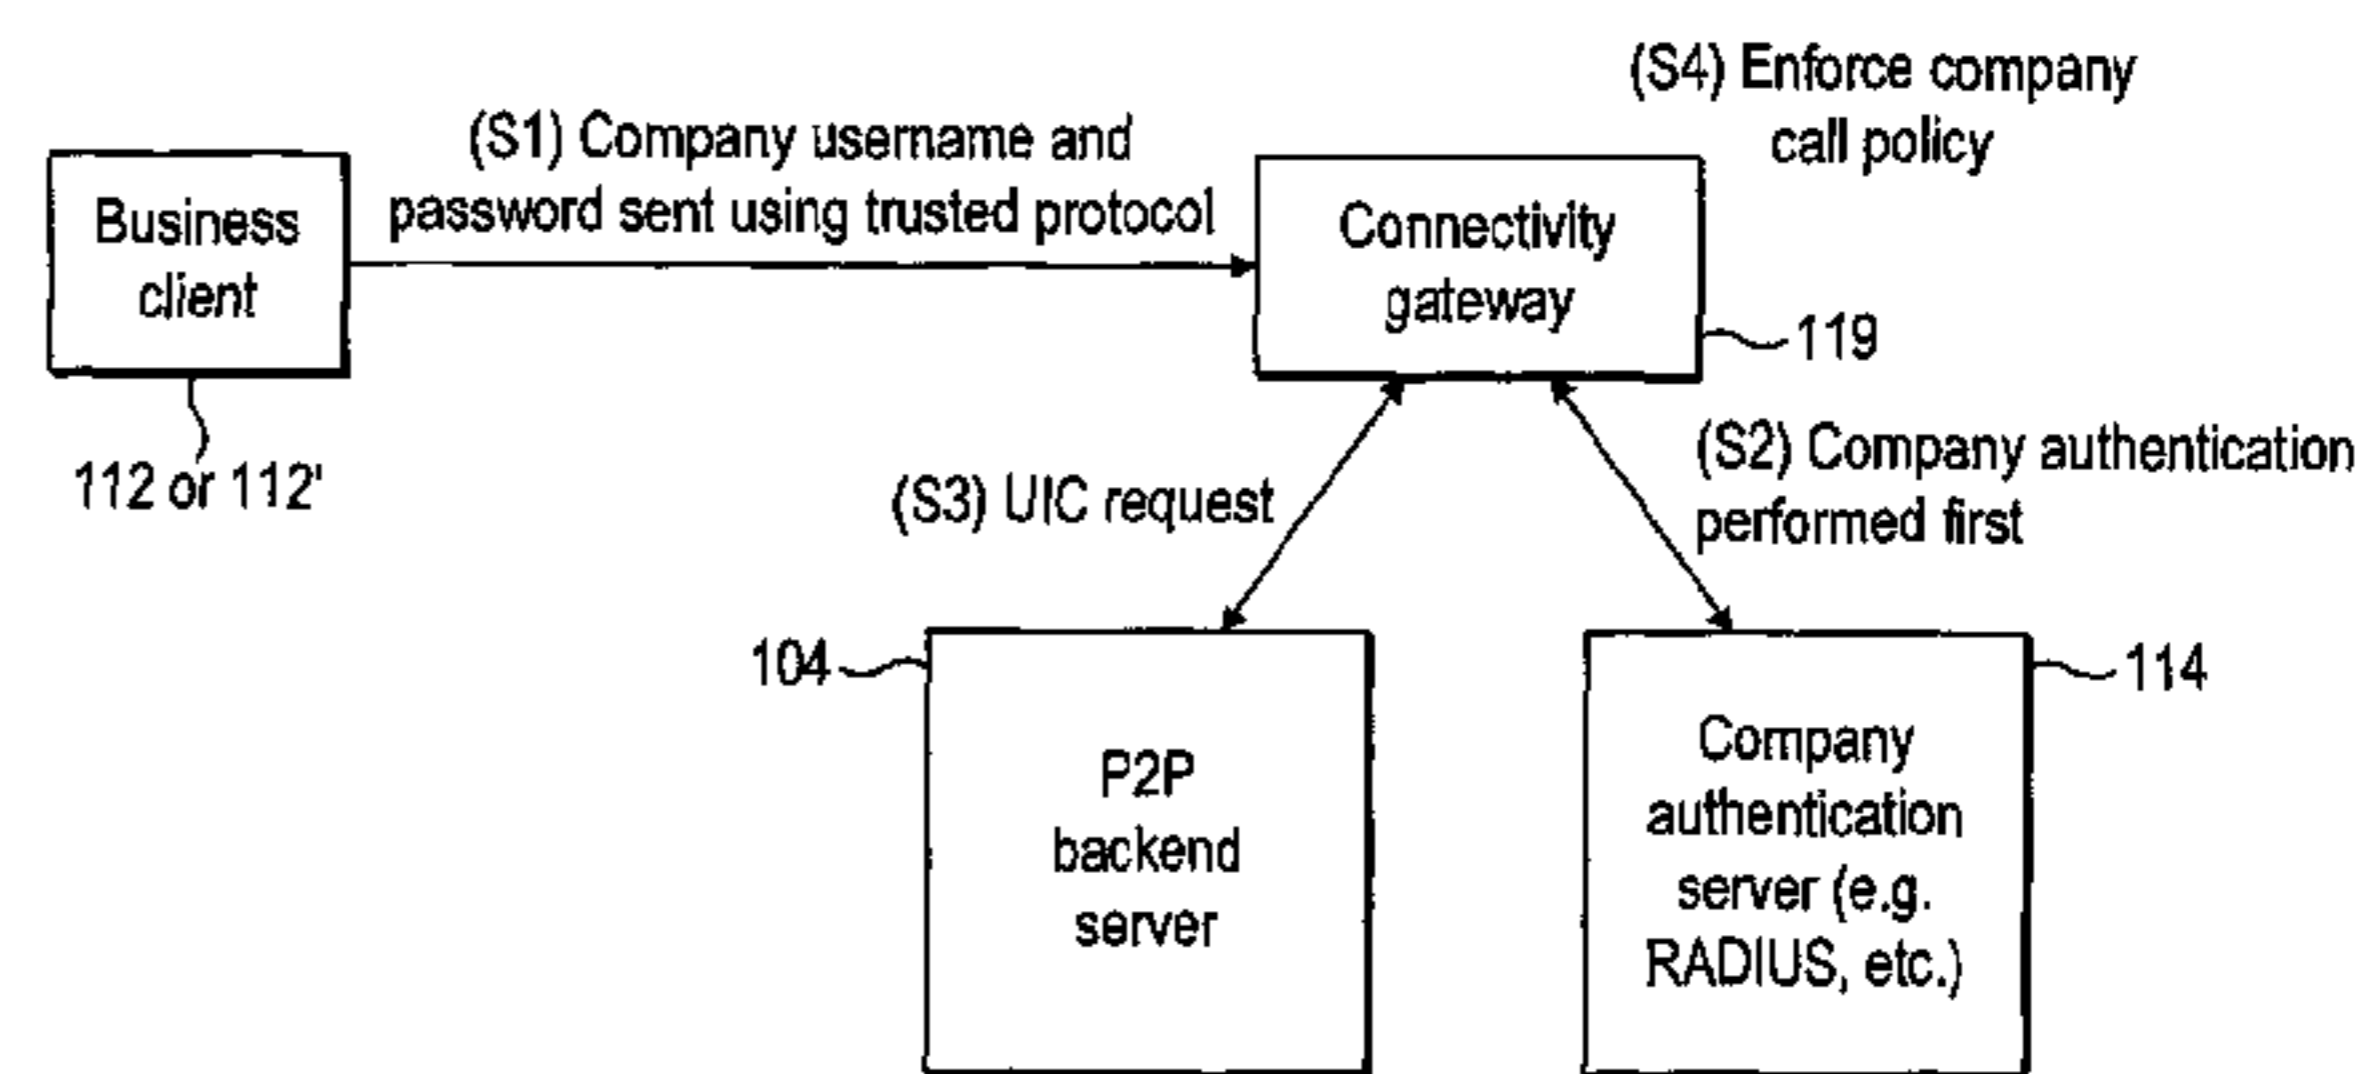 (S4) Enforce company
call policy
(S1) Company username and
password sent using trusted protocol
Business
client
Connectivity
gateway
119
112 or 112'
(S3) UIC request
(S2) Company authentication
performed first
104
114
P2P
backend
server
Company
authentication
server (e.g.
RADIUS, etc.)